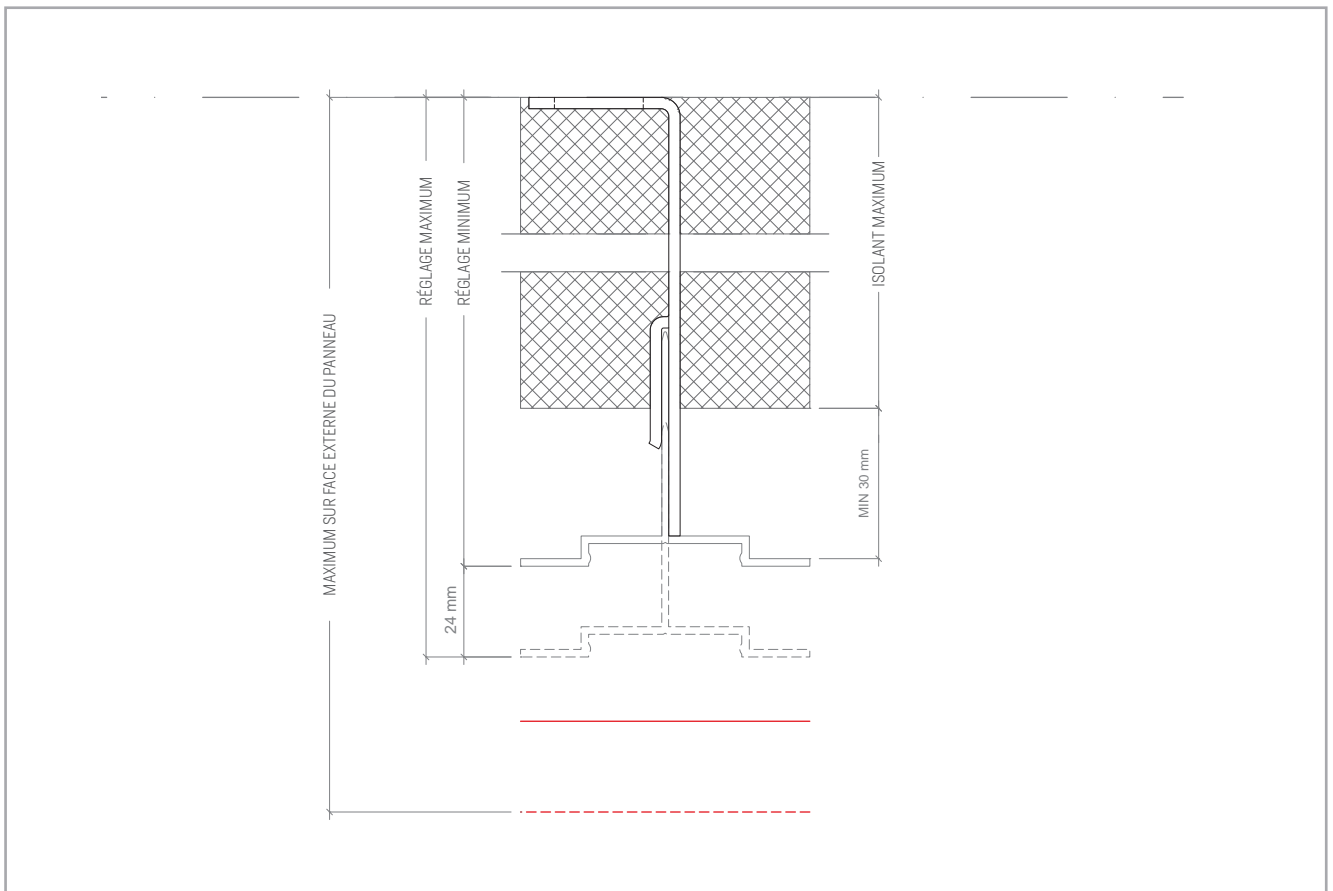 MAXIMUM SUR FACE EXTERNE DU PANNEAU
RÉGLAGE MAXIMUM
RÉGLAGE MINIMUM
24 mm
ISOLANT MAXIMUM
MIN 30 mm